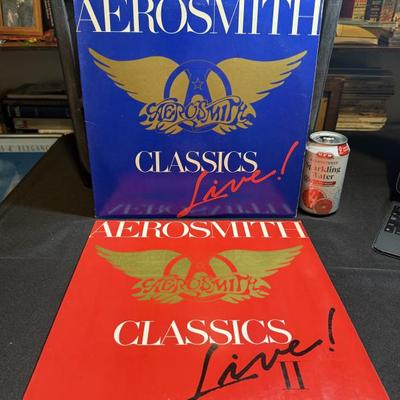 AEROSMITH
AEROSMITH
CLASSICS
Live!
Sparkling
Water
AEROSMITH
AEROSMITH
CLASSICS
Live!
II